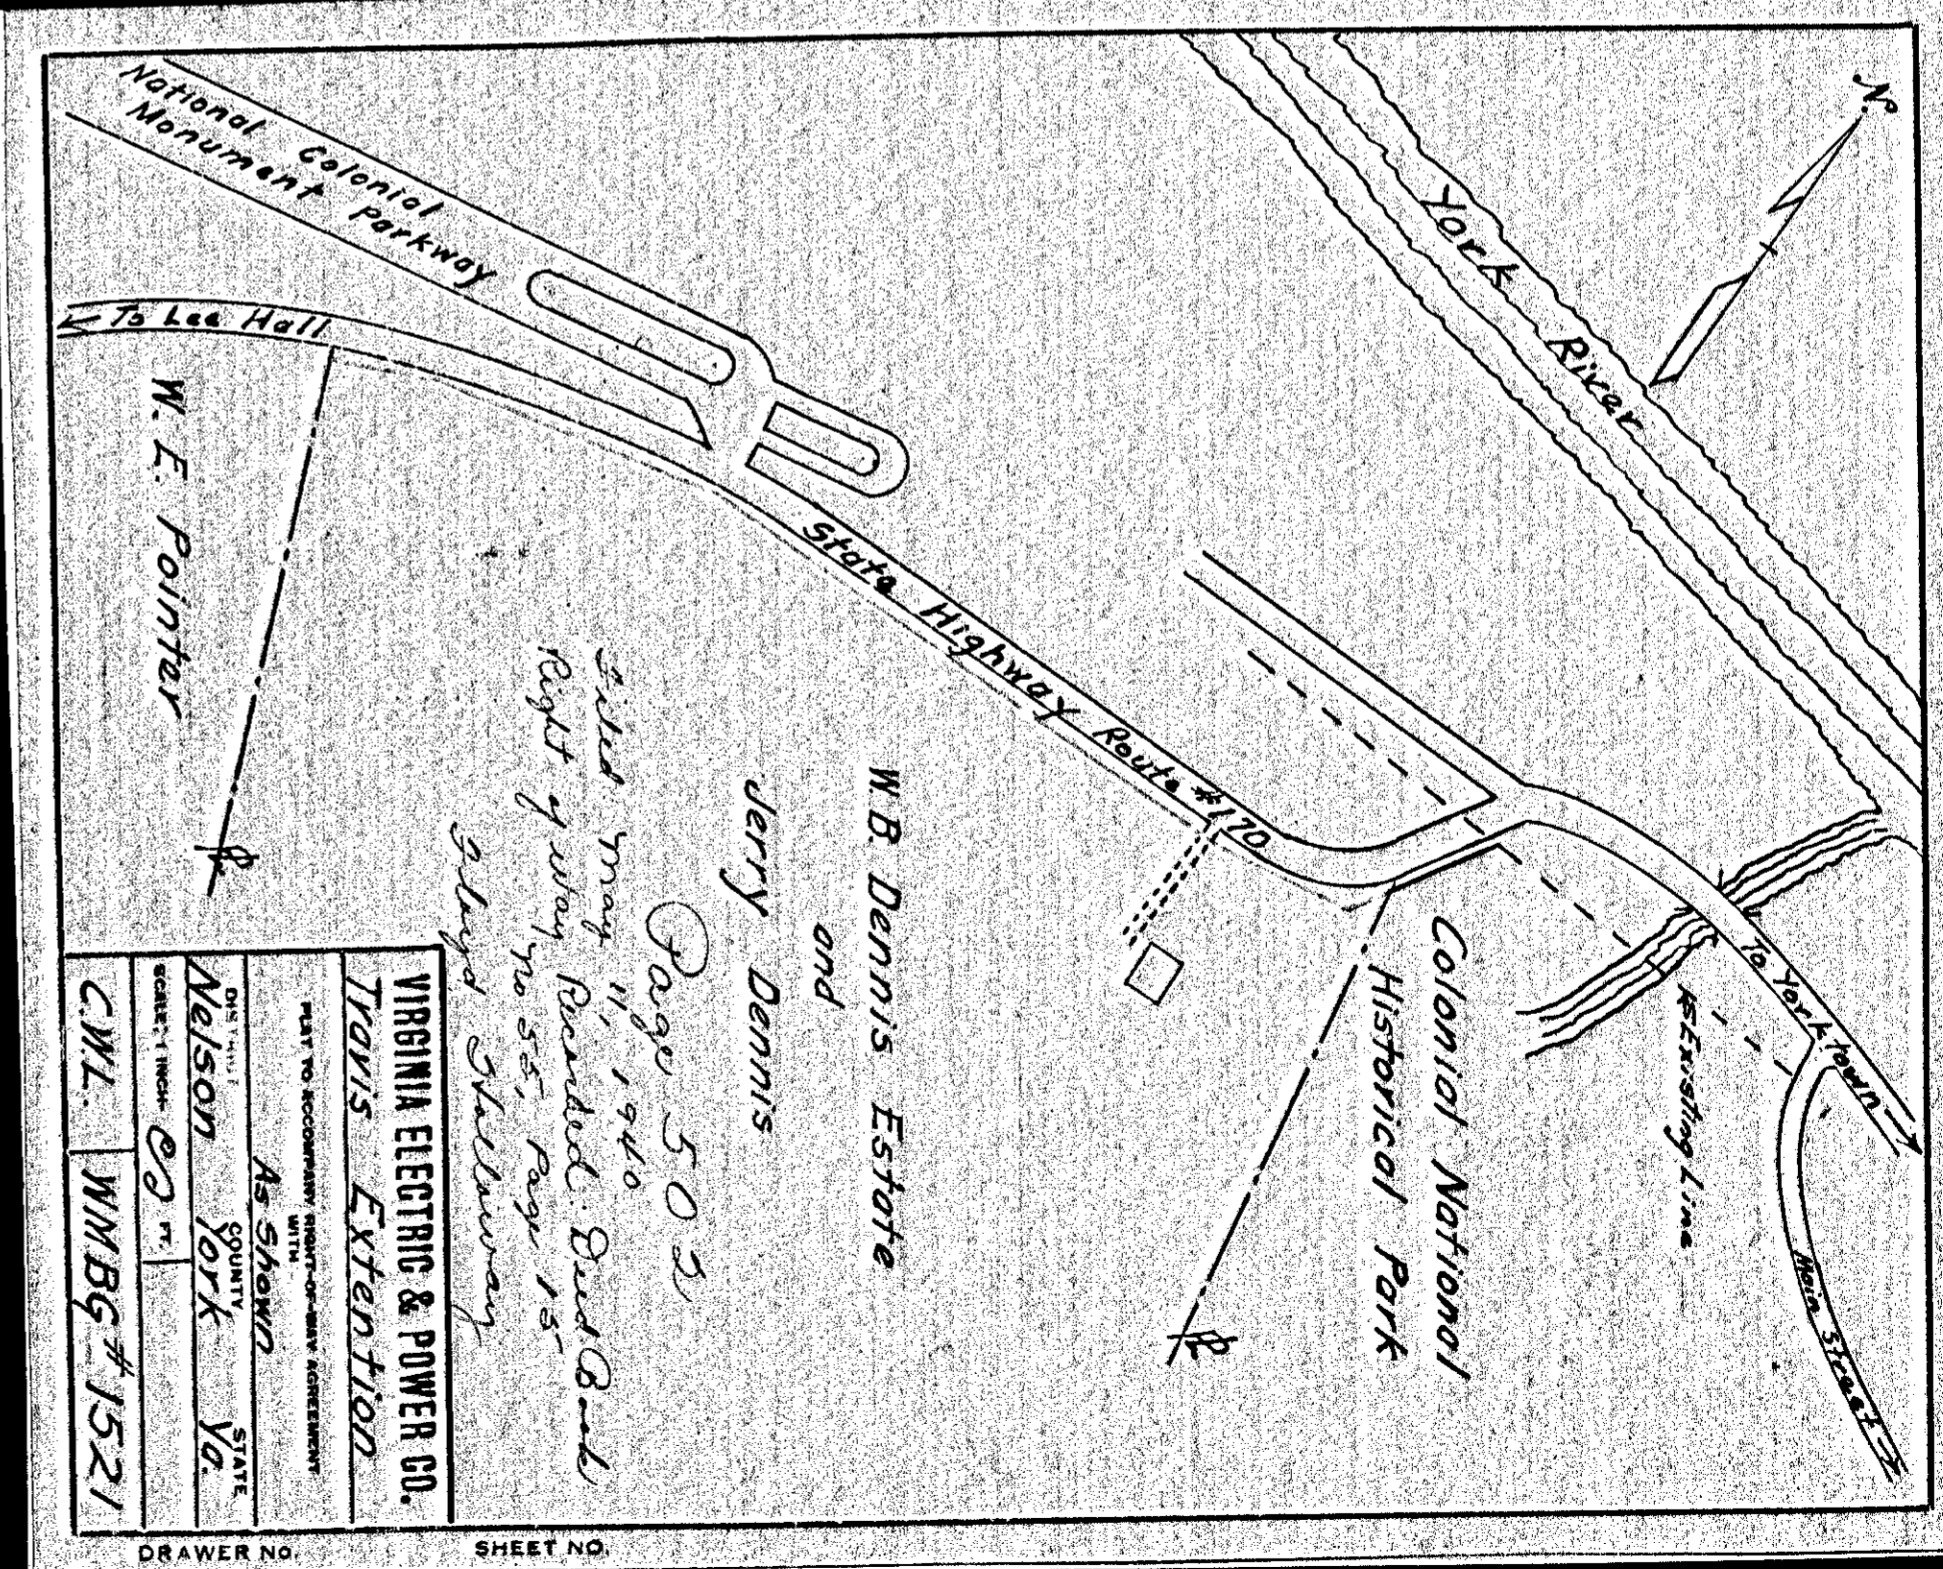 N.
York River
National Colonial
Monument Parkway
To Lee Hall
W. E. Pointer
State Highway Route #170
W.B. Dennis Estate
and
Jerry Dennis
Colonial National
Historical Park
Existing Line
To Yorktown
Main Street
Page 502
May 11, 1940
Right of way Recorded: Deed Book
no 55, Page 15
Floyd Holloway
VIRGINIA ELECTRIC & POWER CO.
Travis Extention
PLAT TO ACCOMPANY RIGHT-OF-WAY AGREEMENT
WITH
As Shown
DISTRICT COUNTY STATE
Nelson York Va.
SCALE: 1 INCH FT.
C.W.L. WMBG#1521
DRAWER NO. SHEET NO.